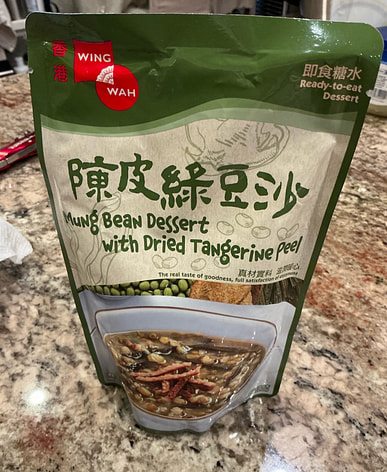 香港
WING
WAH
即食糖水
Ready-to-eat
Dessert
陳皮綠豆沙
Mung Bean Dessert
with Dried Tangerine Peel
The real taste of goodness, full satisfaction of
真材實料